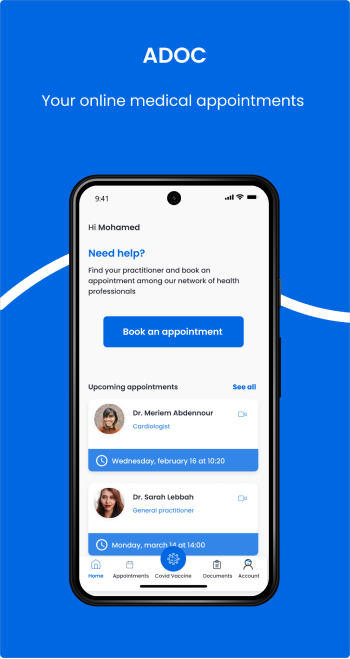 ADOC
Your online medical appointments
9:41
Hi Mohamed
Need help?
Find your practitioner and book an
appointment among our network of health
professionals
Book an appointment
Upcoming appointments
See all
Dr. Meriem Abdennour
Cardiologist
Wednesday, february 16 at 10:20
Dr. Sarah Lebbah
General practitioner
Monday, march 14 at 14:00
Home
Appointments
Covid Vaccine
Documents
Account